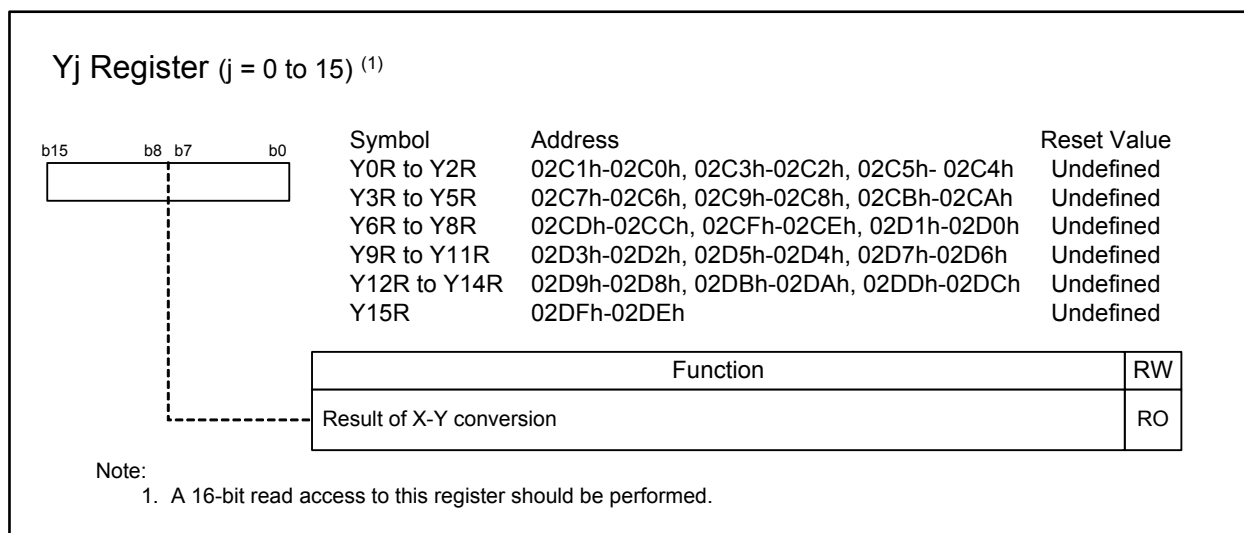 Yj Register (j = 0 to 15) (1)
b15 b8 b7 b0
Symbol Address Reset Value
Y0R to Y2R 02C1h-02C0h, 02C3h-02C2h, 02C5h- 02C4h Undefined
Y3R to Y5R 02C7h-02C6h, 02C9h-02C8h, 02CBh-02CAh Undefined
Y6R to Y8R 02CDh-02CCh, 02CFh-02CEh, 02D1h-02D0h Undefined
Y9R to Y11R 02D3h-02D2h, 02D5h-02D4h, 02D7h-02D6h Undefined
Y12R to Y14R 02D9h-02D8h, 02DBh-02DAh, 02DDh-02DCh Undefined
Y15R 02DFh-02DEh Undefined
Function RW
Result of X-Y conversion RO
Note:
1. A 16-bit read access to this register should be performed.